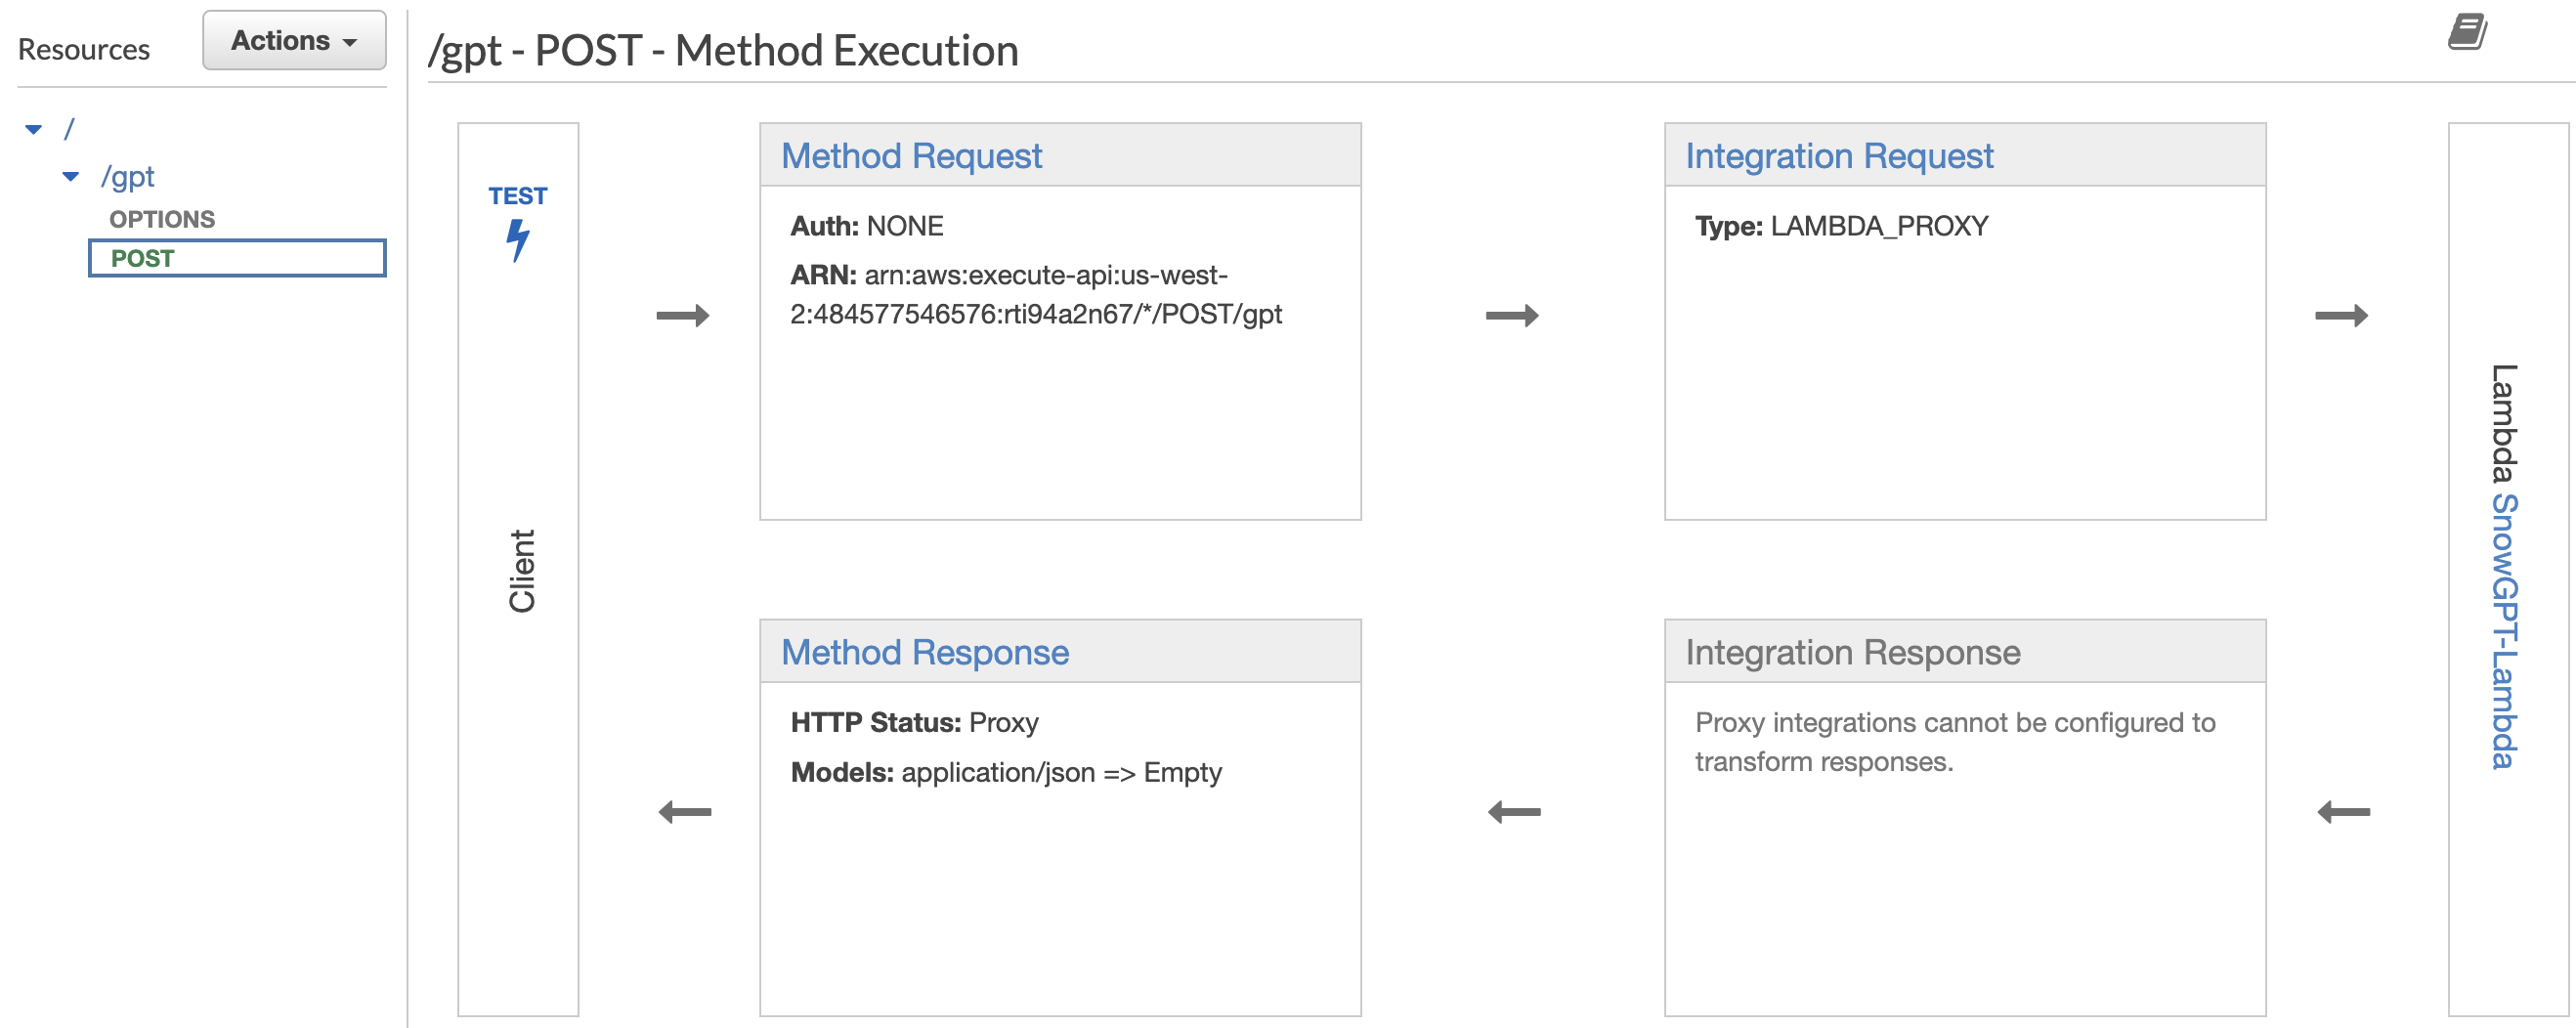 Resources
Actions
/
/gpt
OPTIONS
POST
/gpt - POST - Method Execution
TEST
Client
Method Request
Auth: NONE
ARN: arn:aws:execute-api:us-west-
2:484577546576:rti94a2n67/*/POST/gpt
Integration Request
Type: LAMBDA_PROXY
Method Response
HTTP Status: Proxy
Models: application/json => Empty
Integration Response
Proxy integrations cannot be configured to
transform responses.
Lambda SnowGPT-Lambda